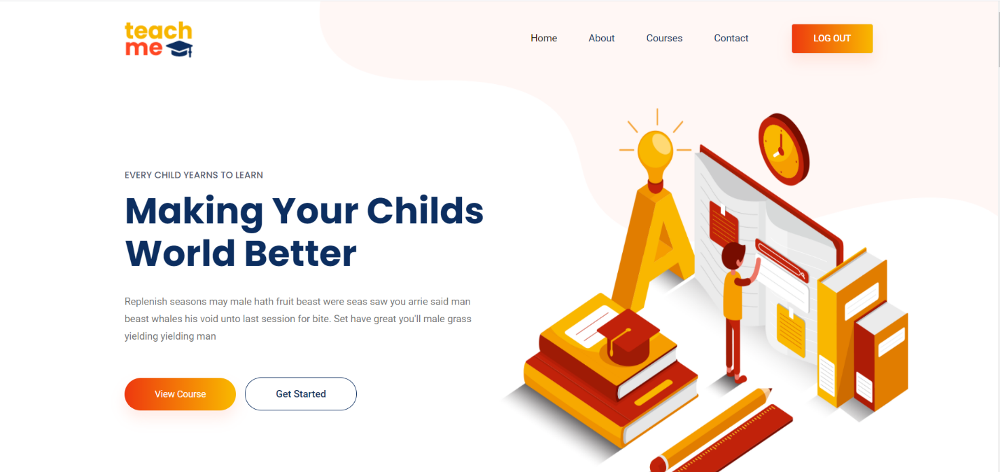 teach
me
Home
About
Courses
Contact
LOG OUT
EVERY CHILD YEARNS TO LEARN
Making Your Childs
World Better
Replenish seasons may male hath fruit beast were seas saw you arrie said man
beast whales his void unto last session for bite. Set have great you'll male grass
yielding yielding man
View Course
Get Started
A